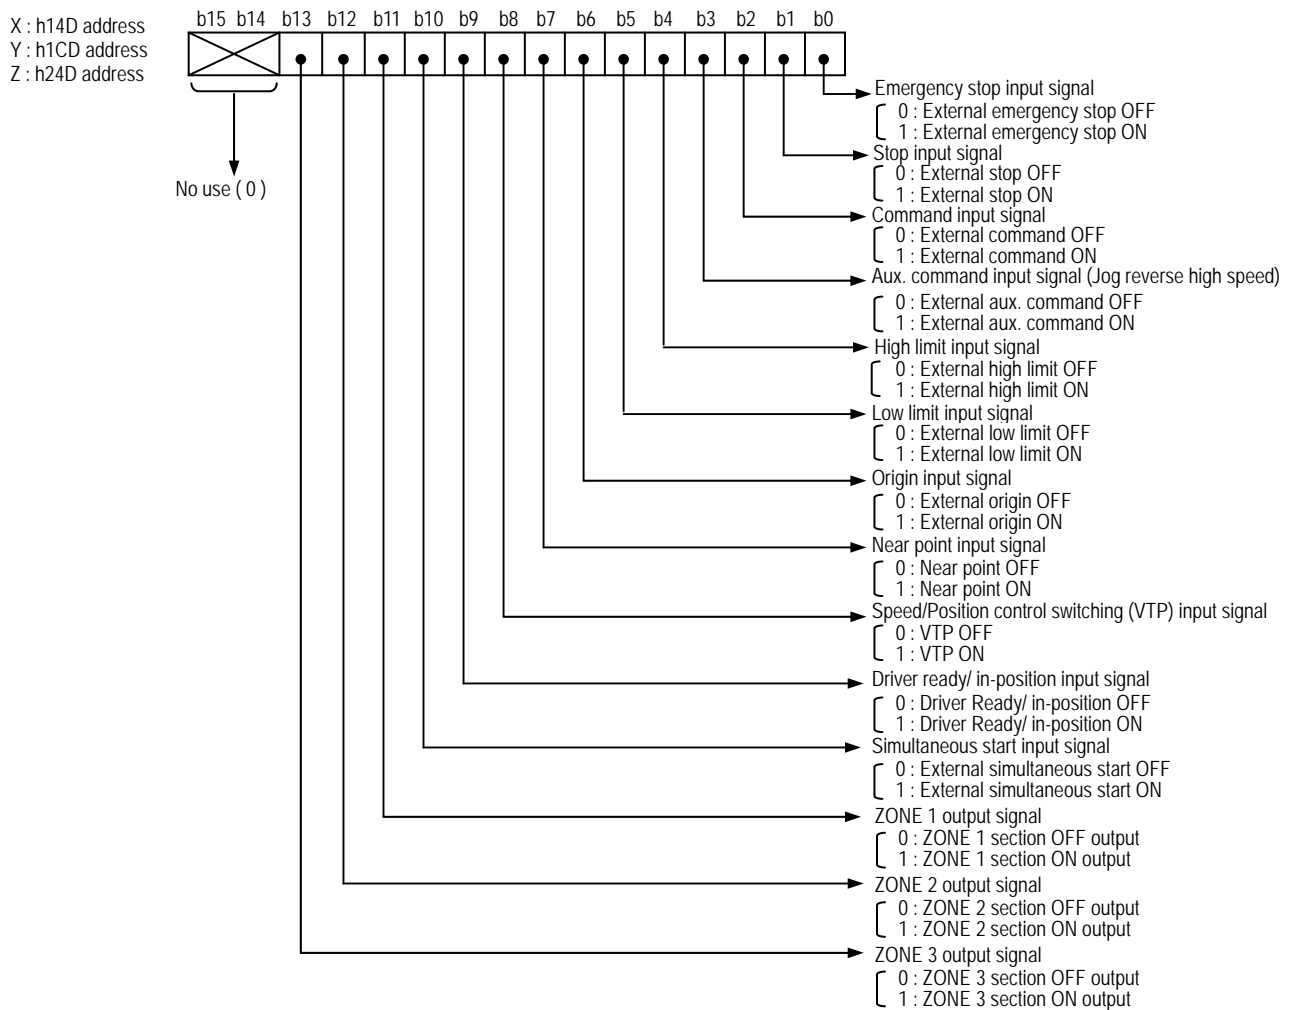 X : h14D address
Y : h1CD address
Z : h24D address
b15 b14 b13 b12 b11 b10 b9 b8 b7 b6 b5 b4 b3 b2 b1 b0
No use ( 0 )
Emergency stop input signal
0 : External emergency stop OFF
1 : External emergency stop ON
Stop input signal
0 : External stop OFF
1 : External stop ON
Command input signal
0 : External command OFF
1 : External command ON
Aux. command input signal (Jog reverse high speed)
0 : External aux. command OFF
1 : External aux. command ON
High limit input signal
0 : External high limit OFF
1 : External high limit ON
Low limit input signal
0 : External low limit OFF
1 : External low limit ON
Origin input signal
0 : External origin OFF
1 : External origin ON
Near point input signal
0 : Near point OFF
1 : Near point ON
Speed/Position control switching (VTP) input signal
0 : VTP OFF
1 : VTP ON
Driver ready/ in-position input signal
0 : Driver Ready/ in-position OFF
1 : Driver Ready/ in-position ON
Simultaneous start input signal
0 : External simultaneous start OFF
1 : External simultaneous start ON
ZONE 1 output signal
0 : ZONE 1 section OFF output
1 : ZONE 1 section ON output
ZONE 2 output signal
0 : ZONE 2 section OFF output
1 : ZONE 2 section ON output
ZONE 3 output signal
0 : ZONE 3 section OFF output
1 : ZONE 3 section ON output